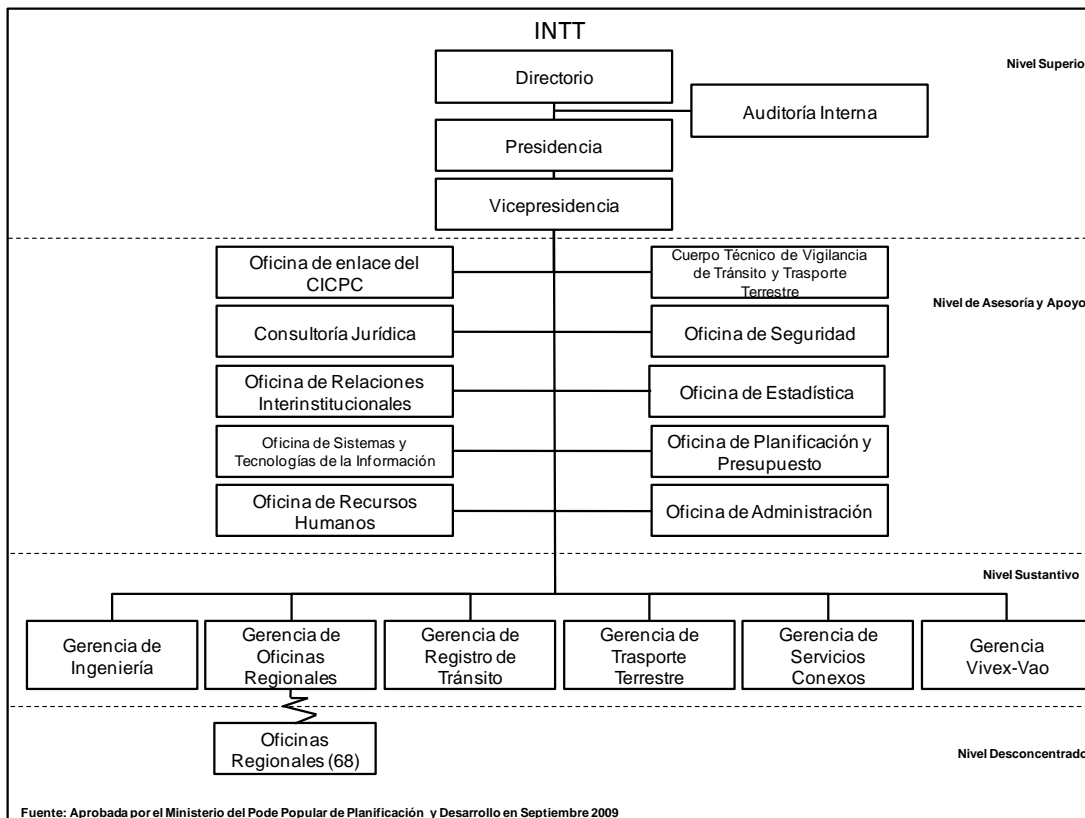 INTT
Nivel Superio
Directorio
Auditoría Interna
Presidencia
Vicepresidencia
Oficina de enlace del
CICPC
Cuerpo Técnico de Vigilancia
de Tránsito y Trasporte
Terrestre
Nivel de Asesoría y Apoyo
Consultoría Jurídica
Oficina de Seguridad
Oficina de Relaciones
Interinstitucionales
Oficina de Estadística
Oficina de Sistemas y
Tecnologías de la Información
Oficina de Planificación y
Presupuesto
Oficina de Recursos
Humanos
Oficina de Administración
Nivel Sustantivo
Gerencia de
Ingeniería
Gerencia de
Oficinas
Regionales
Gerencia de
Registro de
Tránsito
Gerencia de
Trasporte
Terrestre
Gerencia de
Servicios
Conexos
Gerencia
Vivex-Vao
Oficinas
Regionales (68)
Nivel Desconcentrado
Fuente: Aprobada por el Ministerio del Pode Popular de Planificación y Desarrollo en Septiembre 2009